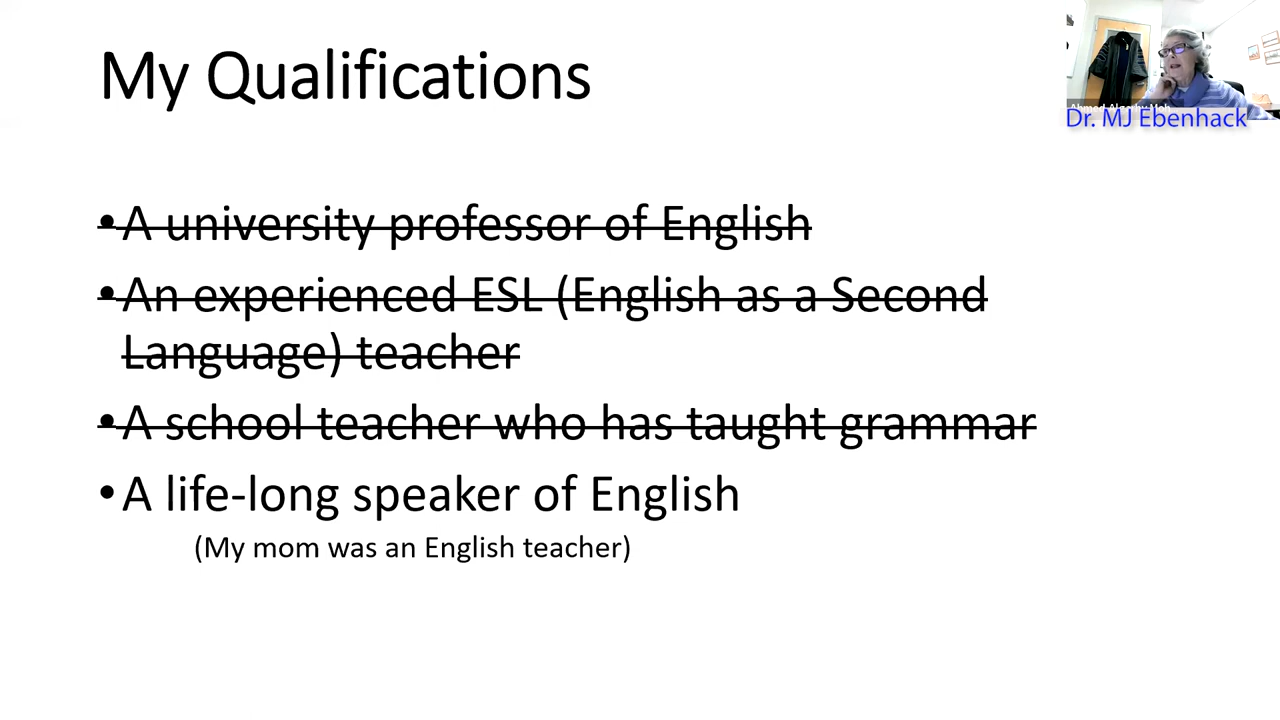 My Qualifications
Dr. MJ Ebenhack
•A university professor of English
•An experienced ESL (English as a Second
Language) teacher
•A school teacher who has taught grammar
•A life-long speaker of English
(My mom was an English teacher)